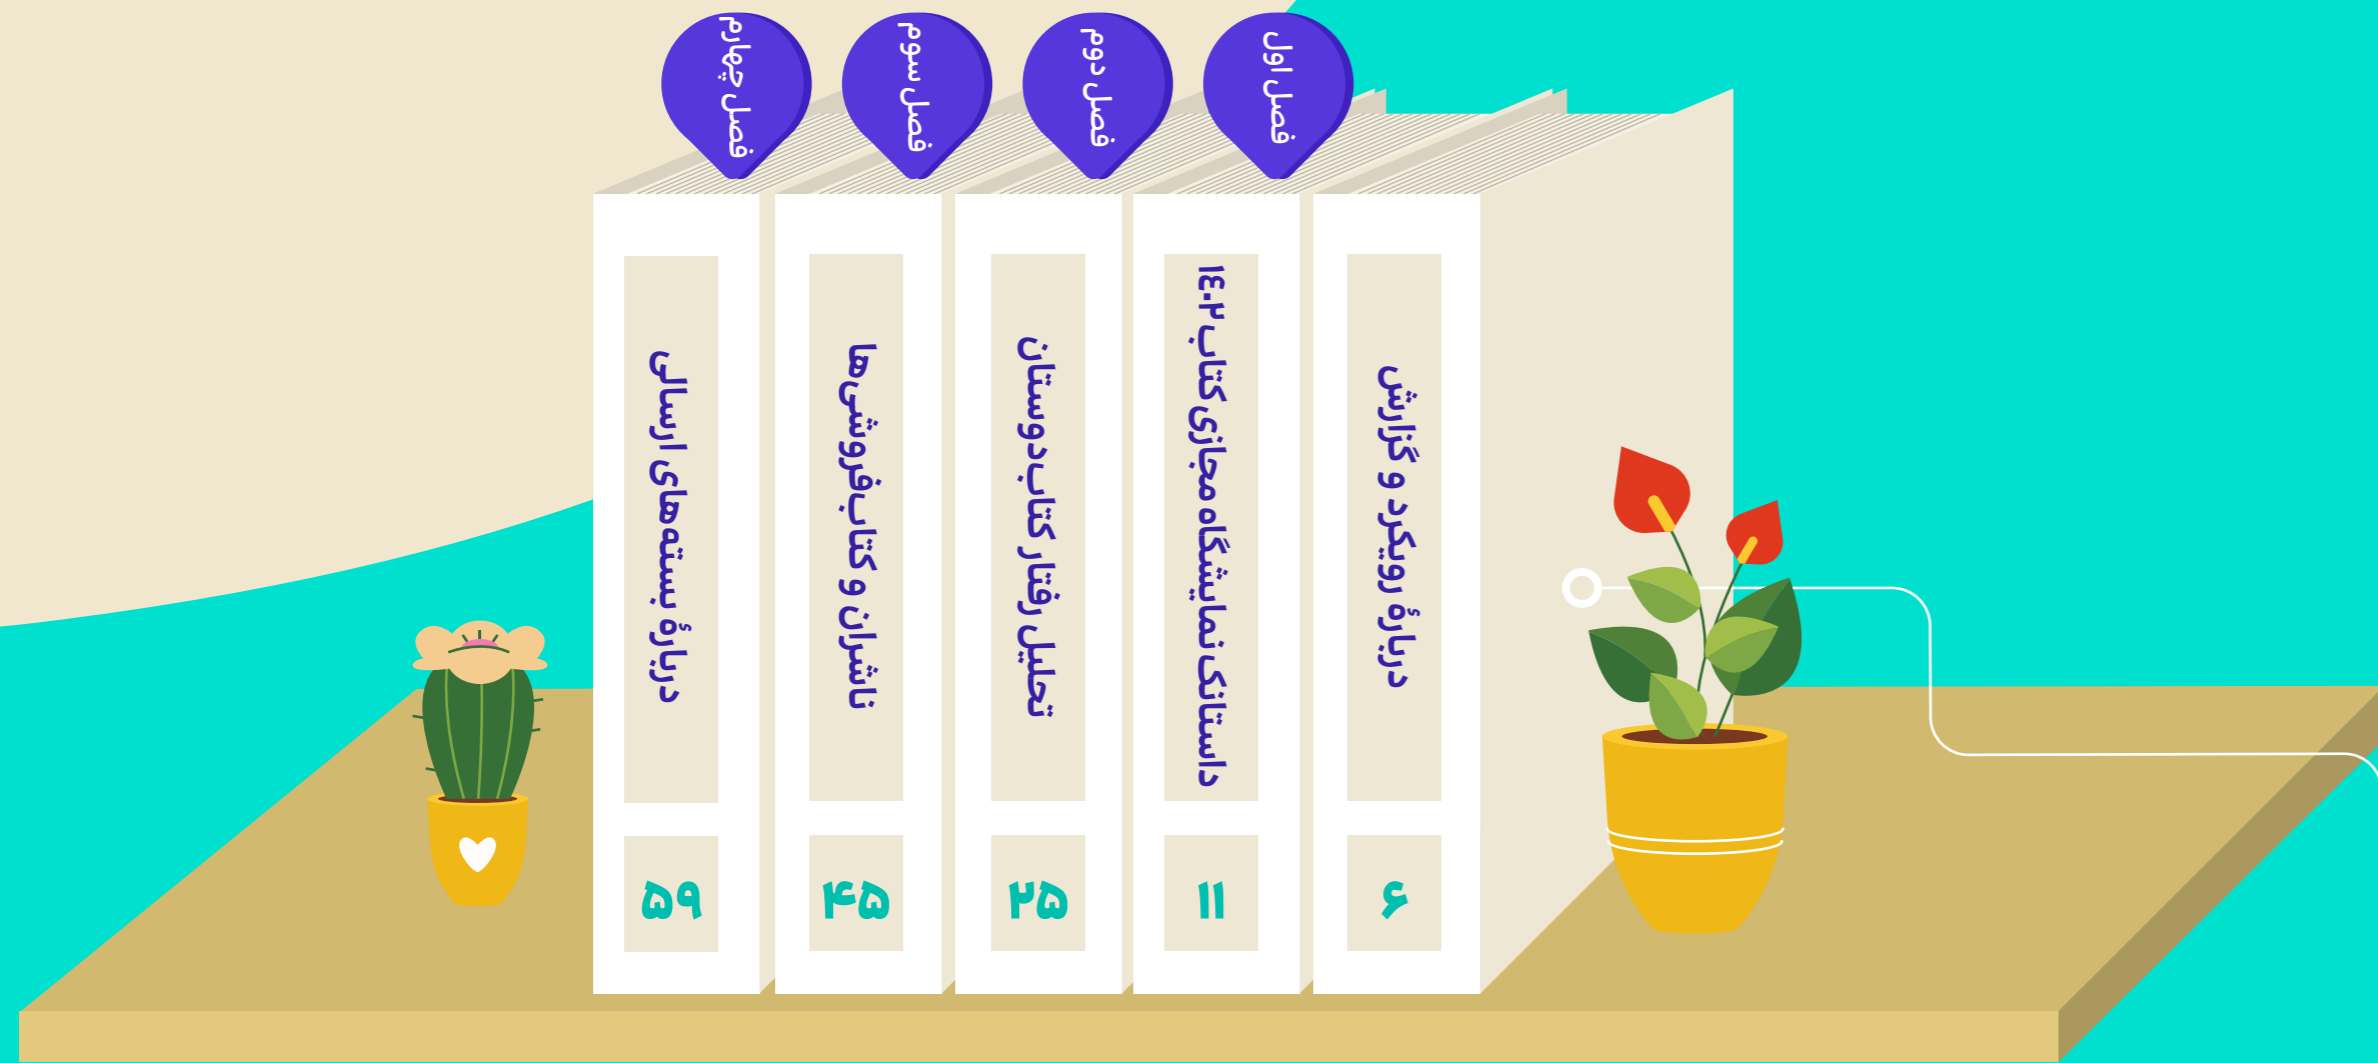 دربارهٔ رویکرد و گزارش
۶
فصل اول
داستانک نمایشگاه مجازی کتاب ۱٤۰۲
۱۱
فصل دوم
تحلیل رفتار کتاب‌دوستان
۲۵
فصل سوم
ناشران و کتاب‌فروشی‌ها
۴۵
فصل چهارم
دربارهٔ بسته‌های ارسالی
۵۹